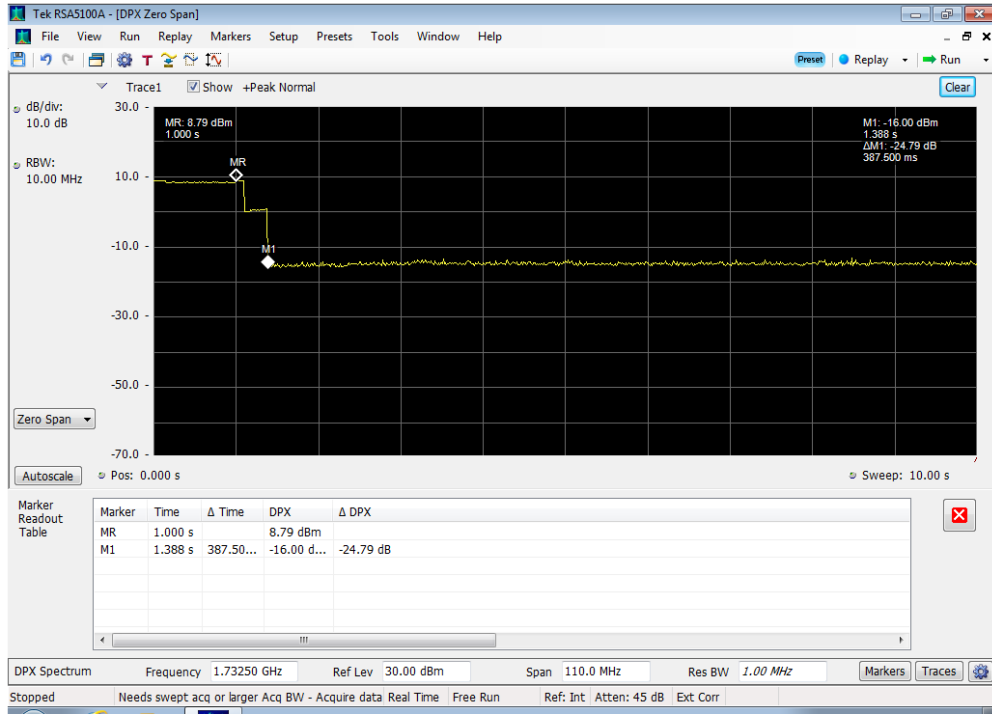 Tek RSA5100A - [DPX Zero Span]
File View Run Replay Markers Setup Presets Tools Window Help
T Preset Replay Run
Trace1 Show +Peak Normal Clear
dB/div:
10.0 dB
RBW:
10.00 MHz
30.0
10.0
-10.0
-30.0
-50.0
-70.0
MR: 8.79 dBm
1.000 s
M1: -16.00 dBm
1.388 s
ΔM1: -24.79 dB
387.500 ms
MR
M1
Zero Span
Autoscale Pos: 0.000 s Sweep: 10.00 s
Marker
Readout
Table
Marker Time Δ Time DPX Δ DPX
MR 1.000 s 8.79 dBm
M1 1.388 s 387.50... -16.00 d... -24.79 dB
DPX Spectrum Frequency 1.73250 GHz Ref Lev 30.00 dBm Span 110.0 MHz Res BW 1.00 MHz Markers Traces
Stopped Needs swept acq or larger Acq BW - Acquire data Real Time Free Run Ref: Int Atten: 45 dB Ext Corr